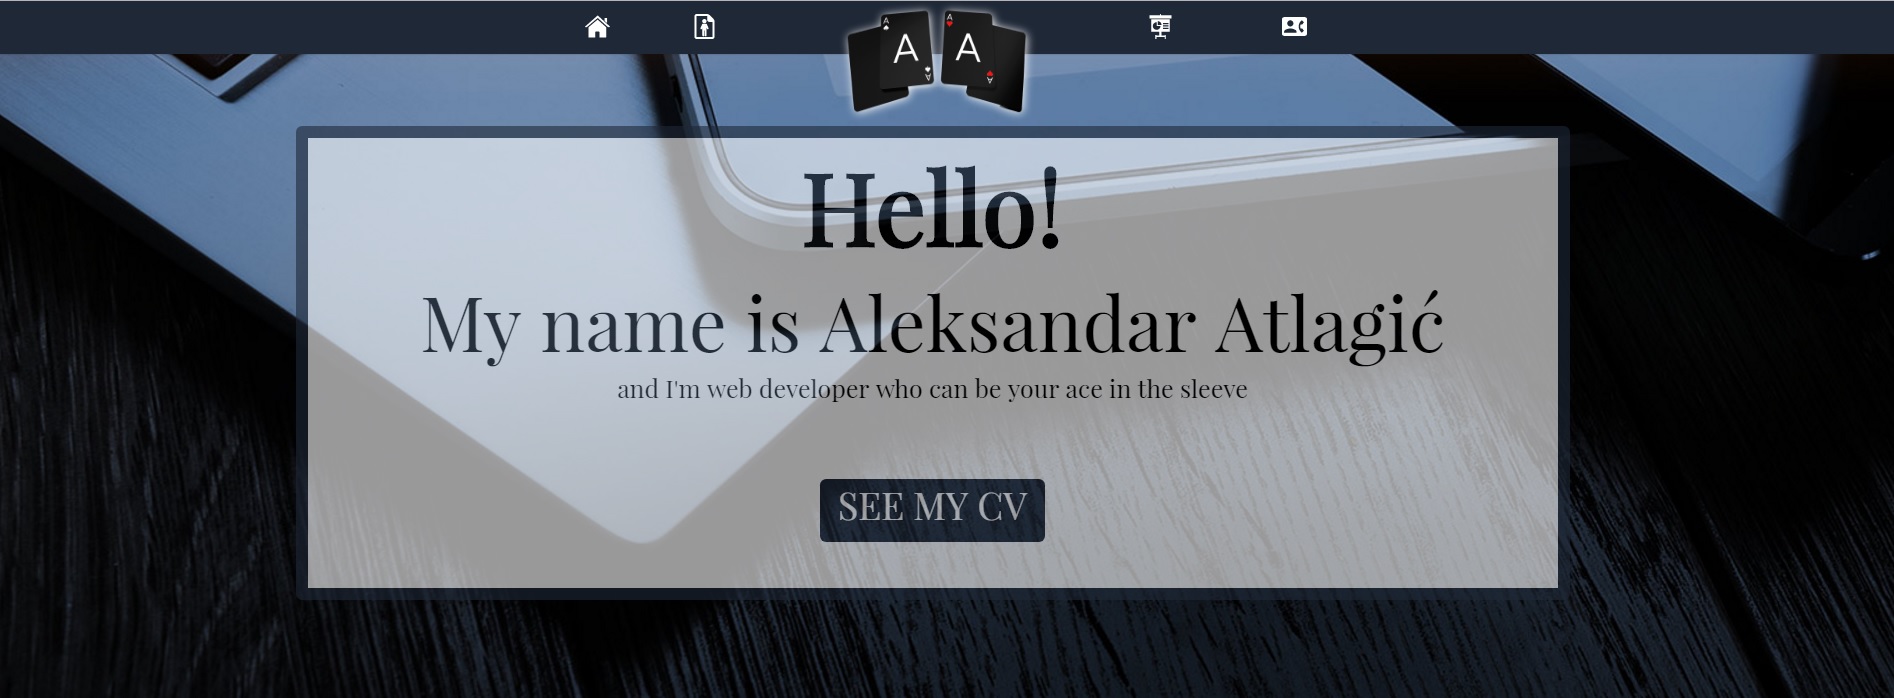 A A A A
A A A A
Hello!
My name is Aleksandar Atlagić
and I'm web developer who can be your ace in the sleeve
SEE MY CV